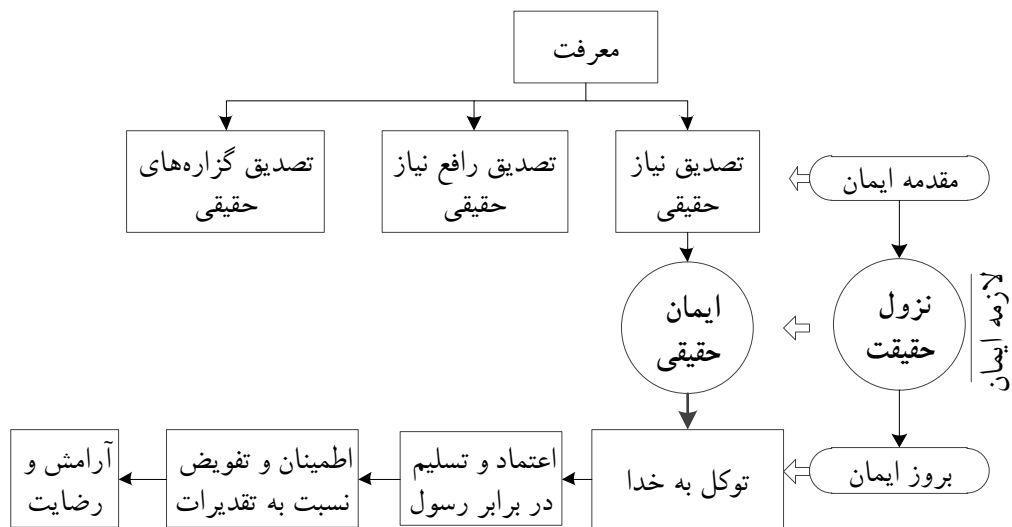 معرفت
تصدیق نیاز
حقیقی
تصدیق رافع نیاز
حقیقی
تصدیق گزاره‌های
حقیقی
مقدمه ایمان
ایمان
حقیقی
نزول
حقیقت
لازمه ایمان
بروز ایمان
توکل به خدا
اعتماد و تسلیم
در برابر رسول
اطمینان و تفویض
نسبت به تقدیرات
آرامش و
رضایت